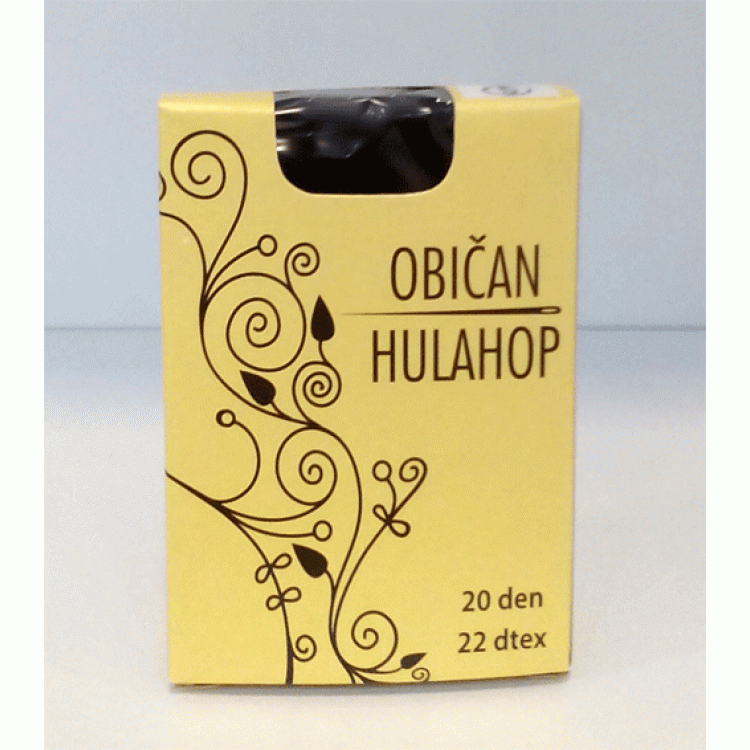 OBIČAN
HULAHOP
20 den
22 dtex